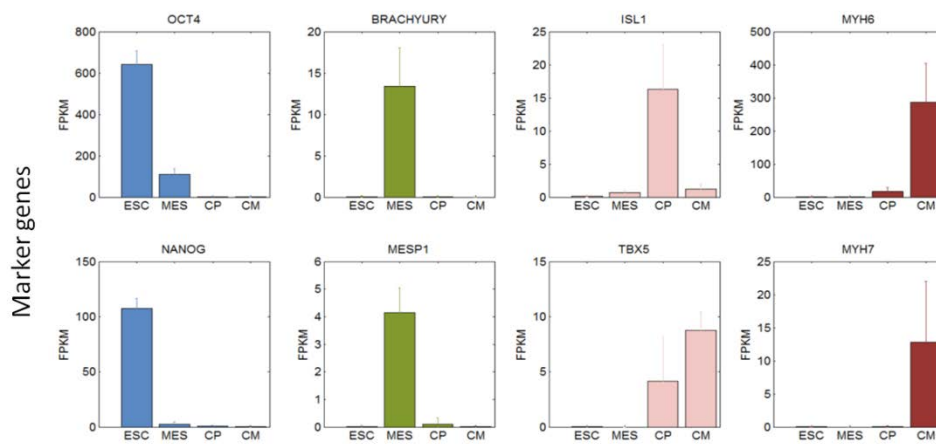 Marker genes
OCT4
FPKM
800
600
400
200
0
ESC MES CP CM
BRACHYURY
FPKM
20
15
10
5
0
ESC MES CP CM
ISL1
FPKM
25
20
15
10
5
0
ESC MES CP CM
MYH6
FPKM
500
400
300
200
100
0
ESC MES CP CM
NANOG
FPKM
150
100
50
0
ESC MES CP CM
MESP1
FPKM
6
5
4
3
2
1
0
ESC MES CP CM
TBX5
FPKM
15
10
5
0
ESC MES CP CM
MYH7
FPKM
25
20
15
10
5
0
ESC MES CP CM